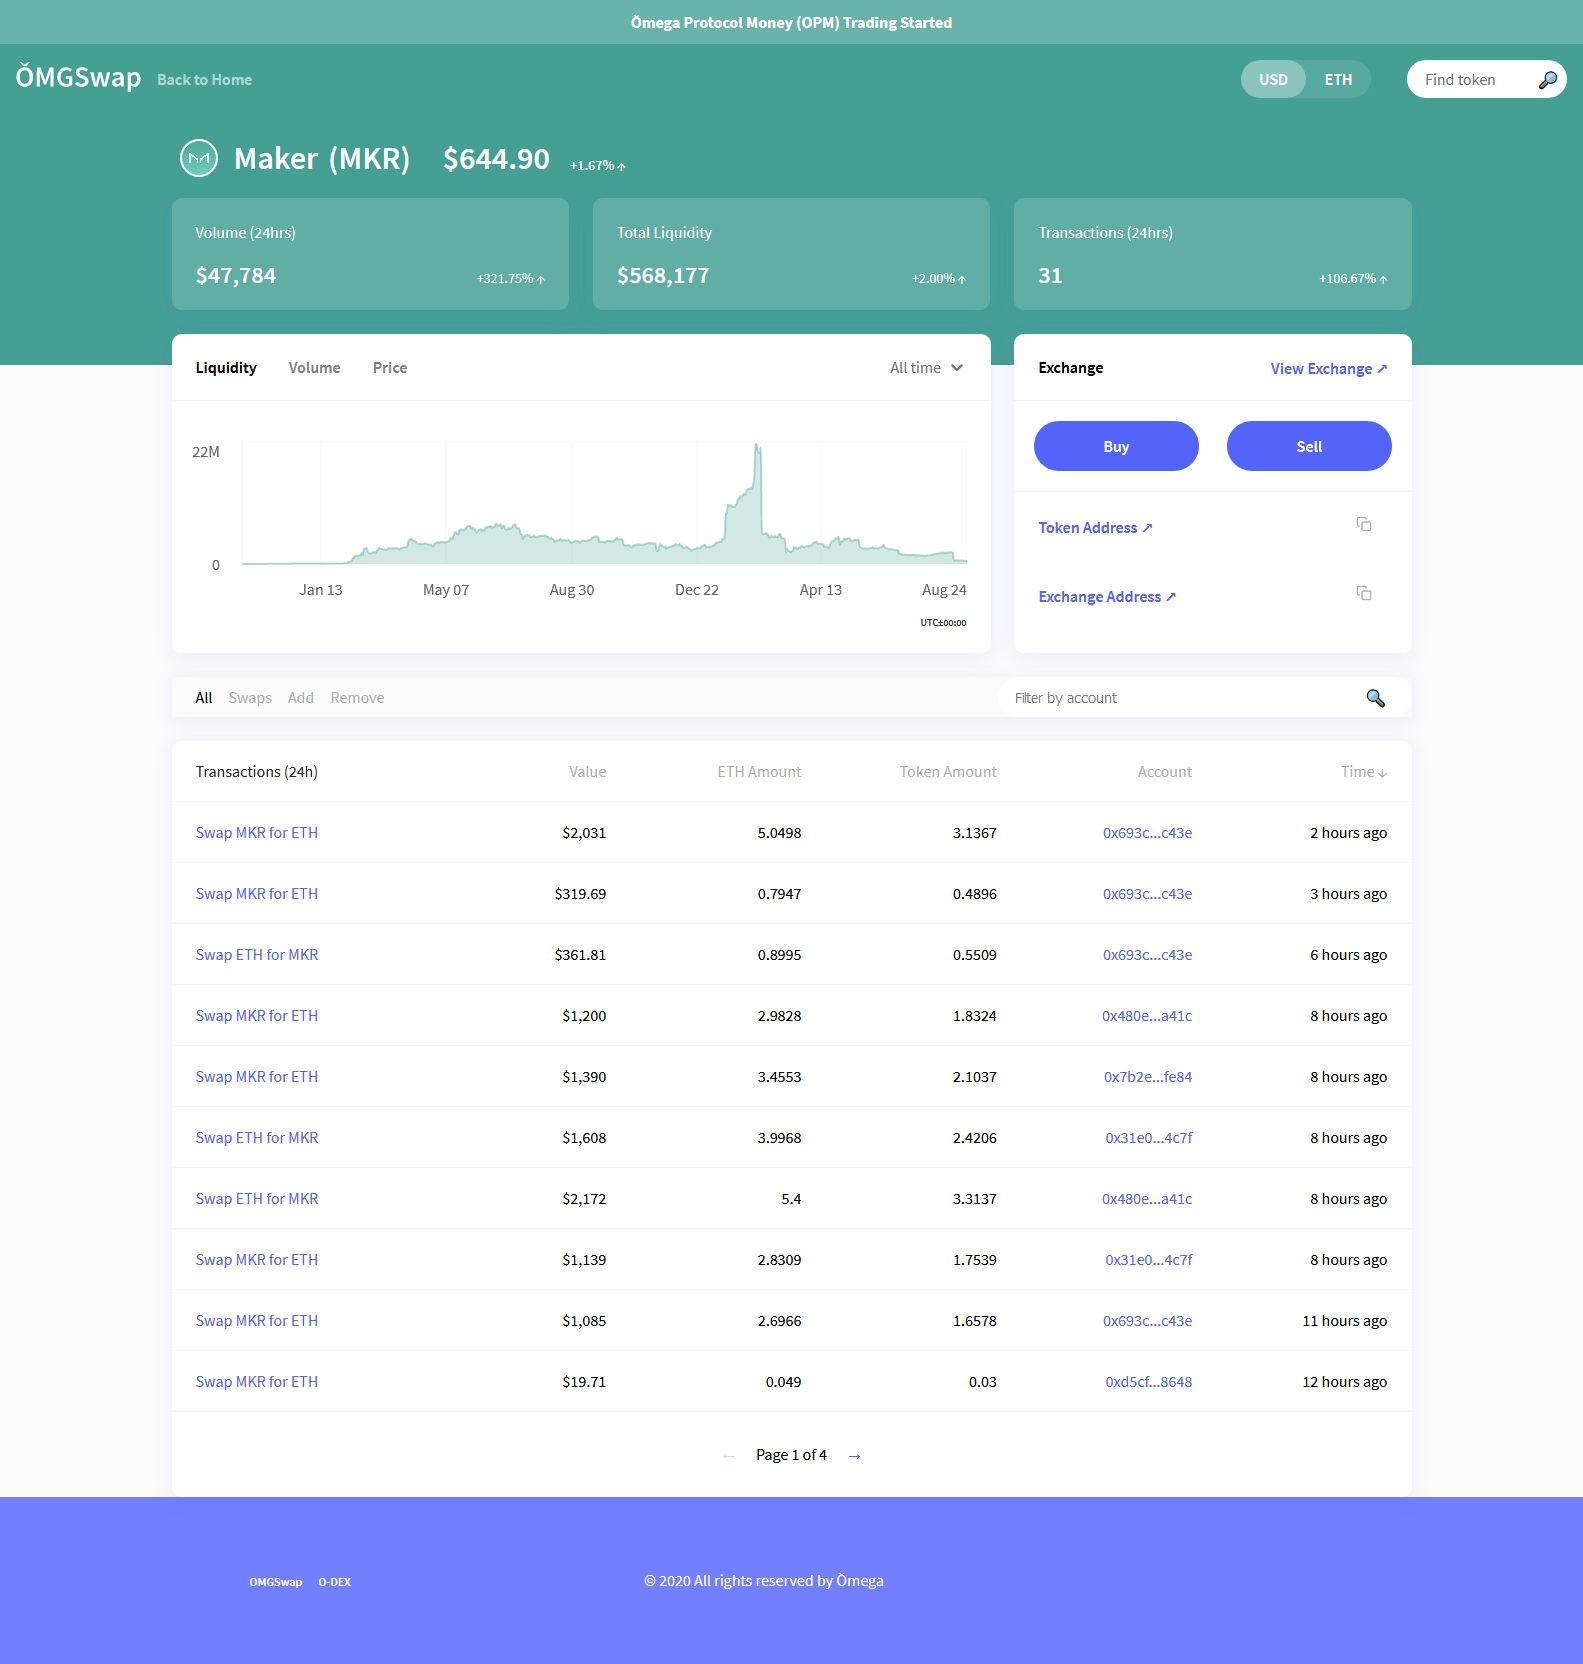 Ŏmega Protocol Money (OPM) Trading Started
ŎMGSwap Back to Home USD ETH Find token
Maker (MKR) $644.90 +1.67% ↑
Volume (24hrs) Total Liquidity Transactions (24hrs)
$47,784 +321.75% ↑ $568,177 +2.00% ↑ 31 +106.67% ↑
Liquidity Volume Price All time
Exchange View Exchange ↗
Buy Sell
22M
0
Jan 13 May 07 Aug 30 Dec 22 Apr 13 Aug 24
UTC±00:00
Token Address ↗
Exchange Address ↗
All Swaps Add Remove Filter by account
Transactions (24h) Value ETH Amount Token Amount Account Time ↓
Swap MKR for ETH $2,031 5.0498 3.1367 0x693c...c43e 2 hours ago
Swap MKR for ETH $319.69 0.7947 0.4896 0x693c...c43e 3 hours ago
Swap ETH for MKR $361.81 0.8995 0.5509 0x693c...c43e 6 hours ago
Swap MKR for ETH $1,200 2.9828 1.8324 0x480e...a41c 8 hours ago
Swap MKR for ETH $1,390 3.4553 2.1037 0x7b2e...fe84 8 hours ago
Swap ETH for MKR $1,608 3.9968 2.4206 0x31e0...4c7f 8 hours ago
Swap ETH for MKR $2,172 5.4 3.3137 0x480e...a41c 8 hours ago
Swap MKR for ETH $1,139 2.8309 1.7539 0x31e0...4c7f 8 hours ago
Swap MKR for ETH $1,085 2.6966 1.6578 0x693c...c43e 11 hours ago
Swap MKR for ETH $19.71 0.049 0.03 0xd5cf...8648 12 hours ago
← Page 1 of 4 →
OMGSwap O-DEX © 2020 All rights reserved by Ŏmega